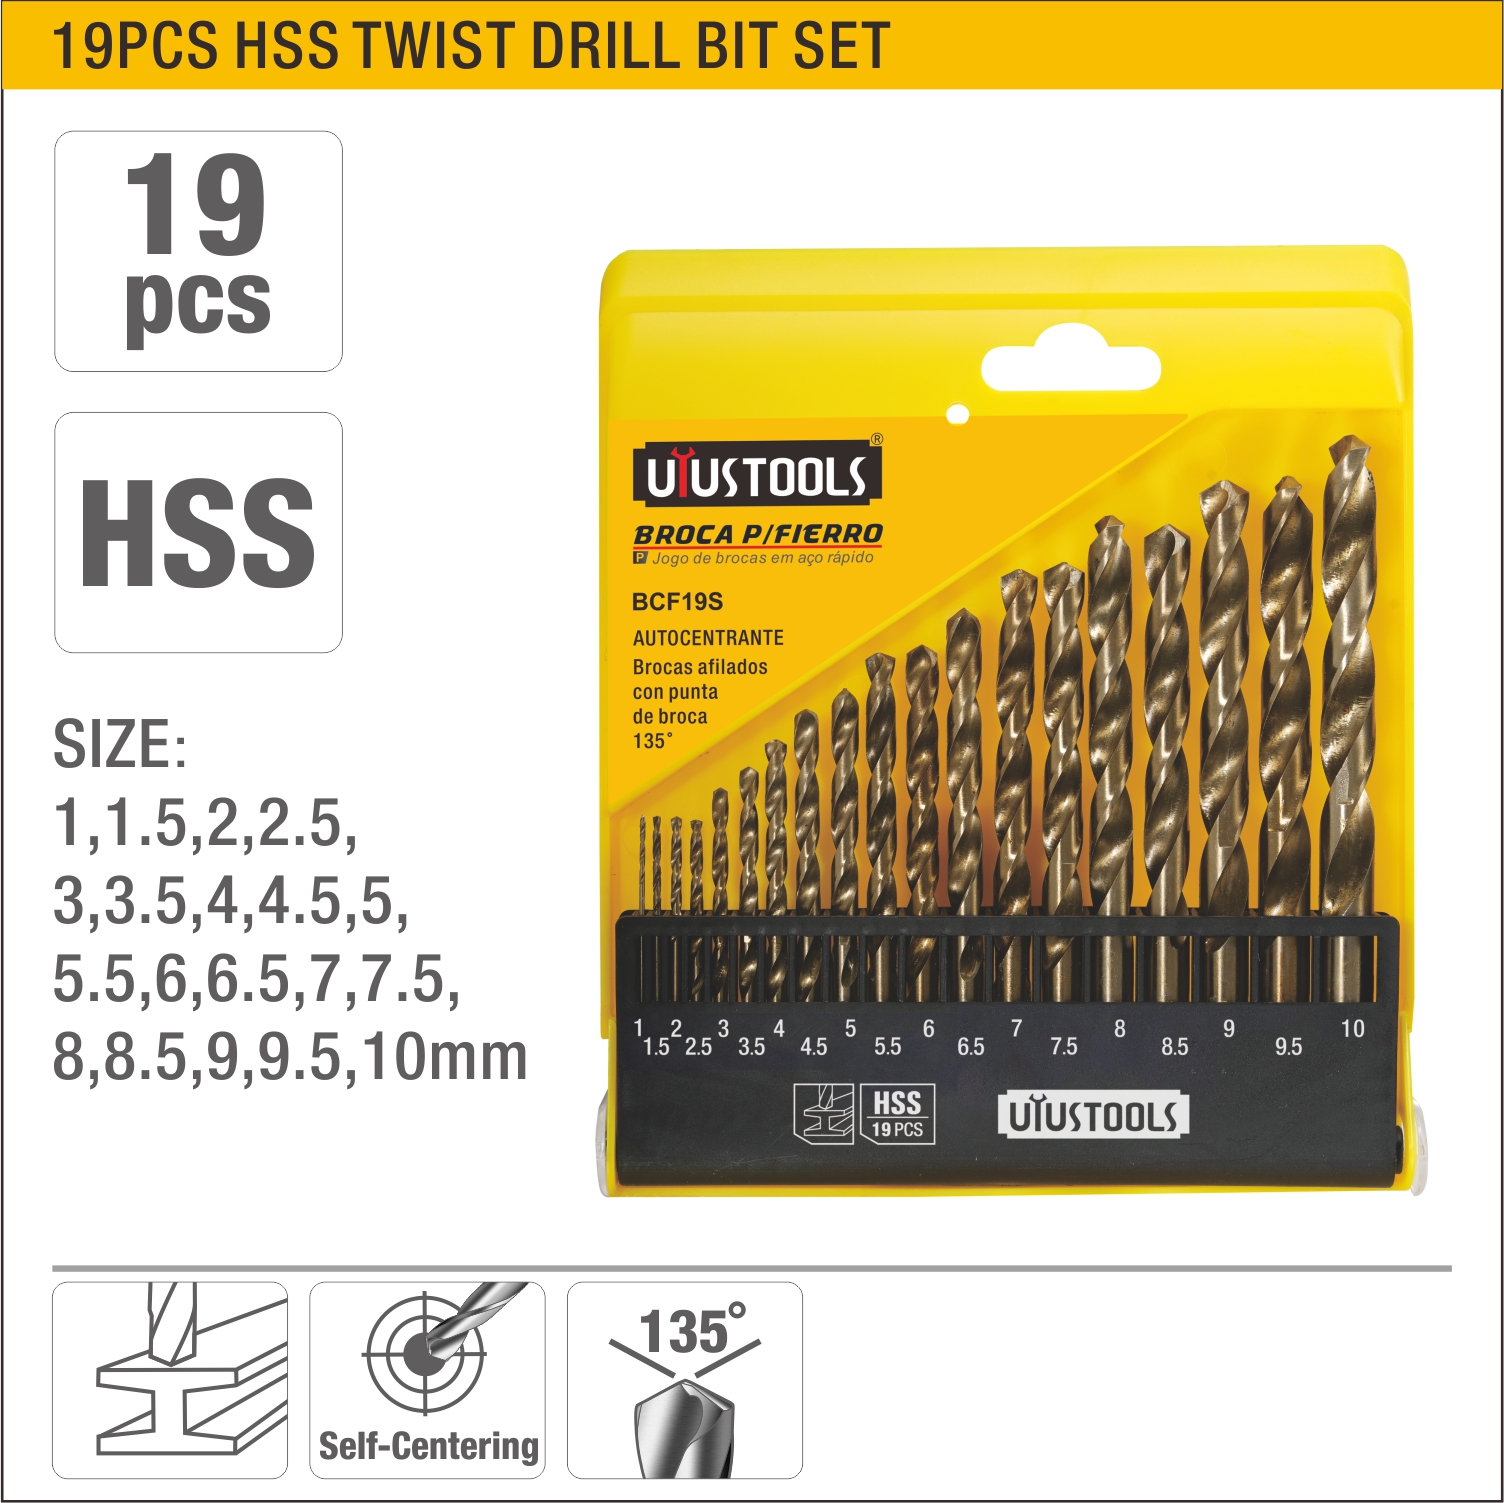 19PCS HSS TWIST DRILL BIT SET
19
pcs
HSS
SIZE:
1,1.5,2,2.5,
3,3.5,4,4.5,5,
5.5,6,6.5,7,7.5,
8,8.5,9,9.5,10mm
UYUSTOOLS®
BROCA P/FIERRO
P Jogo de brocas em aço rápido
BCF19S
AUTOCENTRANTE
Brocas afilados
con punta
de broca
135°
1 2 3 4 5 6 7 8 9 10
1.5 2.5 3.5 4.5 5.5 6.5 7.5 8.5 9.5
HSS
19 PCS
UYUSTOOLS
Self-Centering
135°